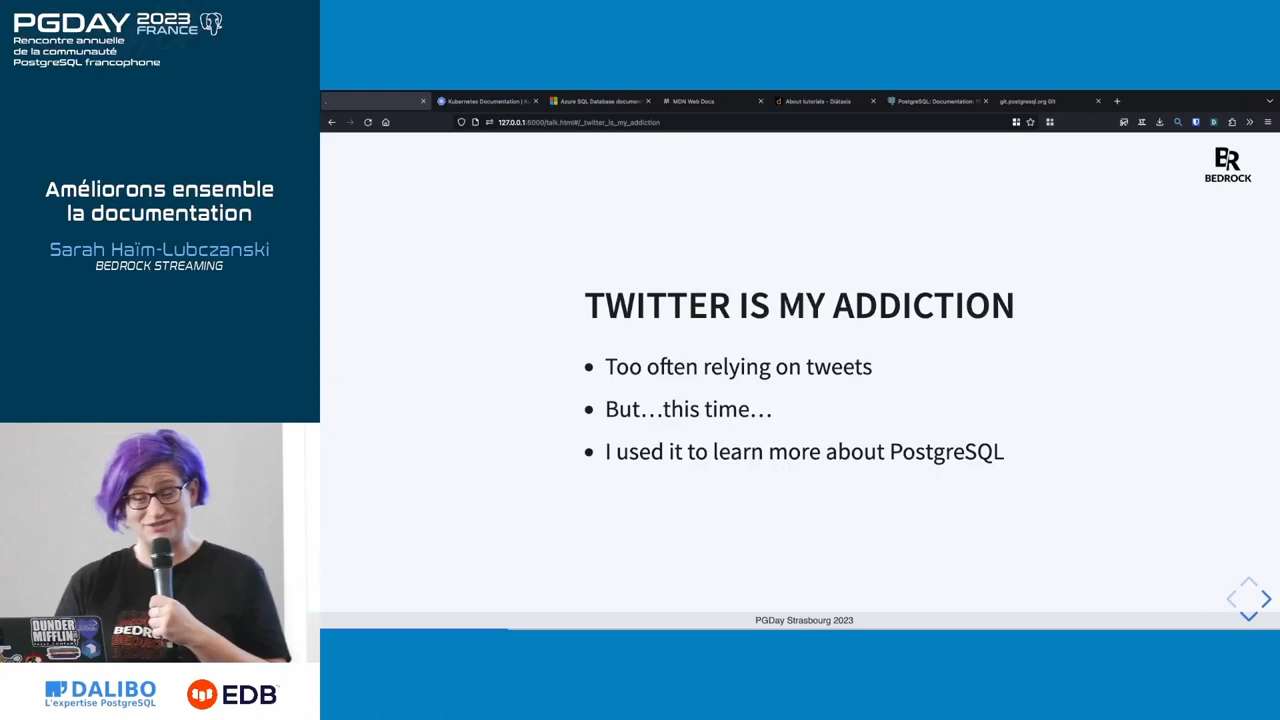 PGDAY 2023
FRANCE
Rencontre annuelle
de la communauté
PostgreSQL francophone
Améliorons ensemble
la documentation
Sarah Haïm-Lubczanski
BEDROCK STREAMING
Kubernetes Documentation | K
Azure SQL Database documen
MDN Web Docs
About tutorials - Diátaxis
PostgreSQL: Documentation:
git.postgresql.org Git
127.0.0.1:5000/talk.html#/_twitter_is_my_addiction
BR
BEDROCK
TWITTER IS MY ADDICTION
• Too often relying on tweets
• But…this time…
• I used it to learn more about PostgreSQL
PGDay Strasbourg 2023
DUNDER
MIFFLIN
BEDRO
DALIBO
L'expertise PostgreSQL
EDB